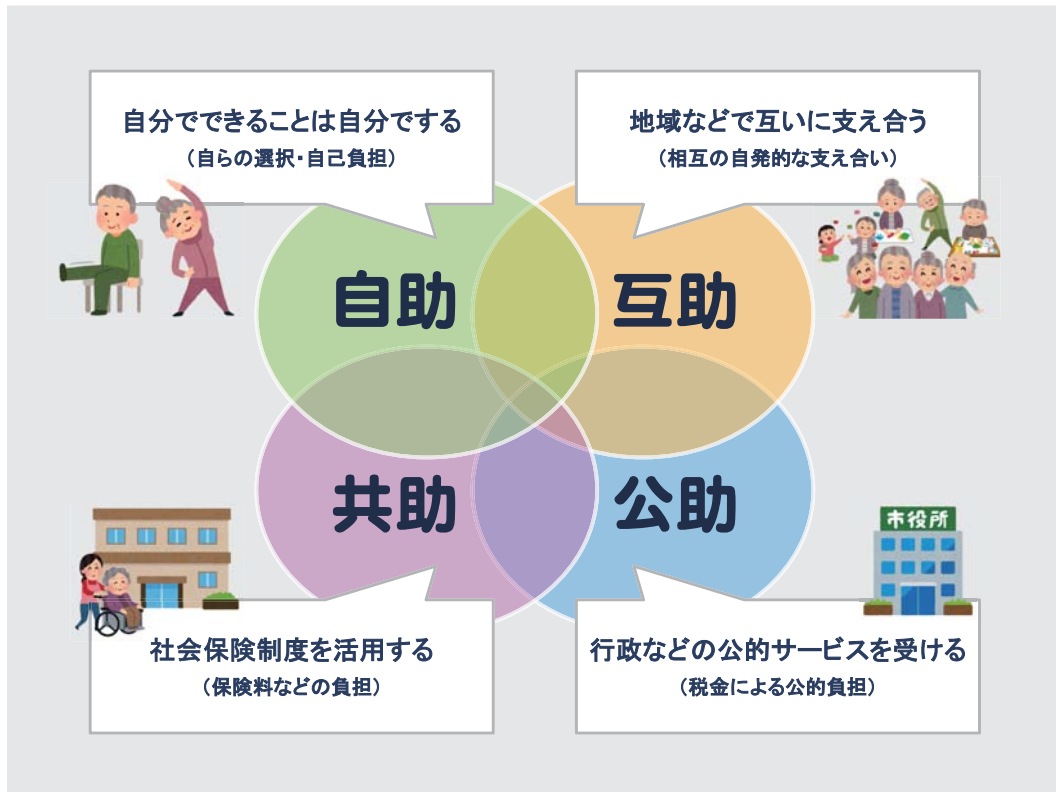 自分でできることは自分でする
（自らの選択・自己負担）
地域などで互いに支え合う
（相互の自発的な支え合い）
自助
互助
共助
公助
市役所
社会保険制度を活用する
（保険料などの負担）
行政などの公的サービスを受ける
（税金による公的負担）